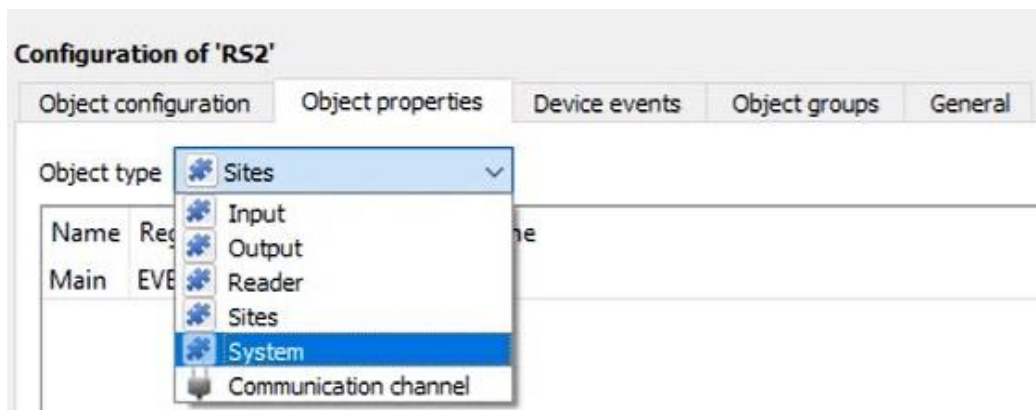 Configuration of 'RS2'
Object configuration Object properties Device events Object groups General
Object type Sites
Input
Name
Output
Main
Reader
Sites
System
Communication channel